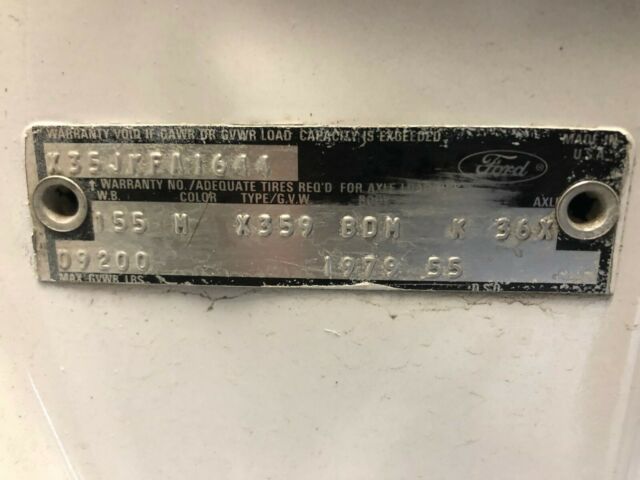 WARRANTY VOID IF GAWR OR GVWR LOAD CAPACITY IS EXCEEDED
MADE IN
U.S.A.
X35JKFA1644
Ford
WARRANTY NO./ADEQUATE TIRES REQ'D FOR AXLE
W.B. COLOR TYPE/G.V.W.
155 M X359 BDM K 36X
09200 1979 55
MAX. GVWR LBS D.S.O.